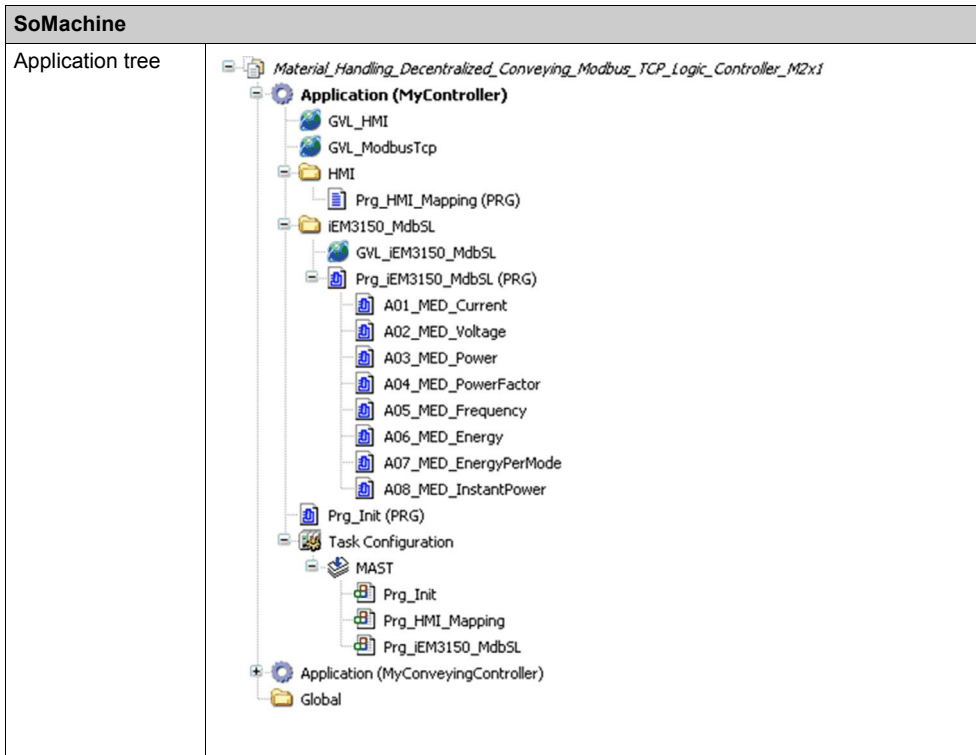 SoMachine
Application tree
Material_Handling_Decentralized_Conveying_Modbus_TCP_Logic_Controller_M2x1
Application (MyController)
GVL_HMI
GVL_ModbusTcp
HMI
Prg_HMI_Mapping (PRG)
iEM3150_MdbSL
GVL_iEM3150_MdbSL
Prg_iEM3150_MdbSL (PRG)
A01_MED_Current
A02_MED_Voltage
A03_MED_Power
A04_MED_PowerFactor
A05_MED_Frequency
A06_MED_Energy
A07_MED_EnergyPerMode
A08_MED_InstantPower
Prg_Init (PRG)
Task Configuration
MAST
Prg_Init
Prg_HMI_Mapping
Prg_iEM3150_MdbSL
Application (MyConveyingController)
Global